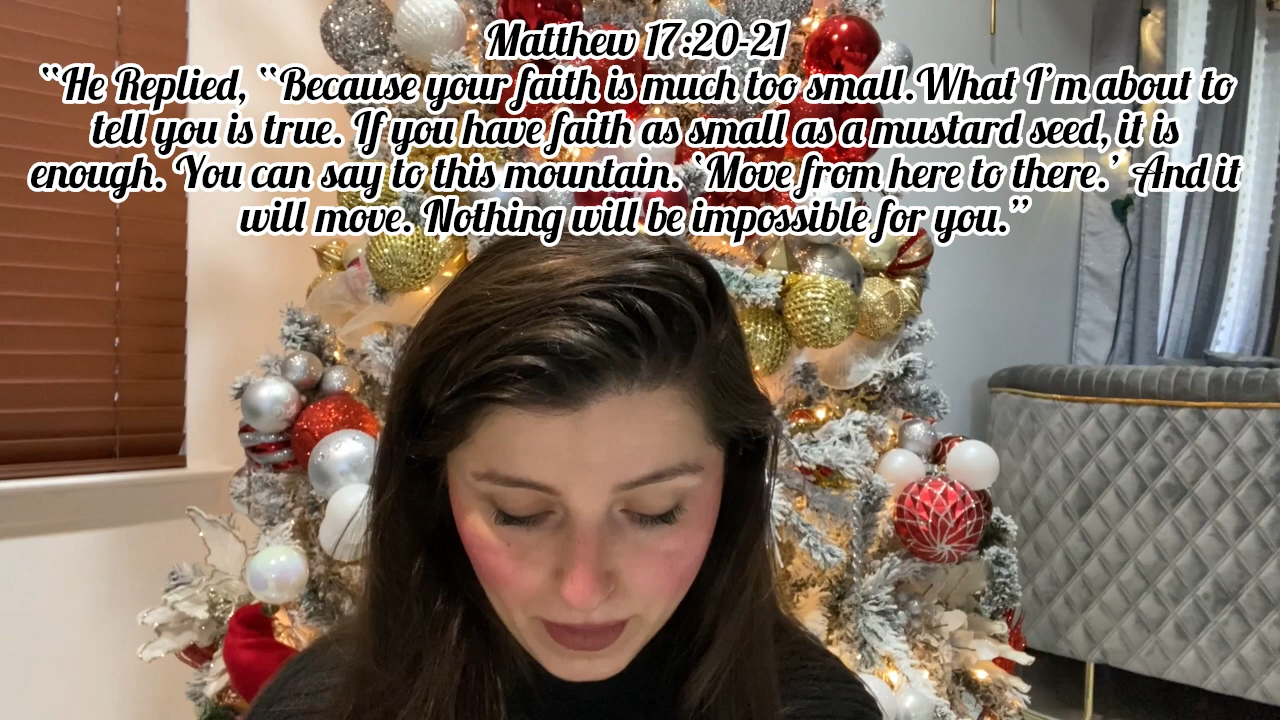 Matthew 17:20-21
“He Replied, “Because your faith is much too small.What I’m about to
tell you is true. If you have faith as small as a mustard seed, it is
enough. You can say to this mountain. ‘Move from here to there.’ And it
will move. Nothing will be impossible for you.”